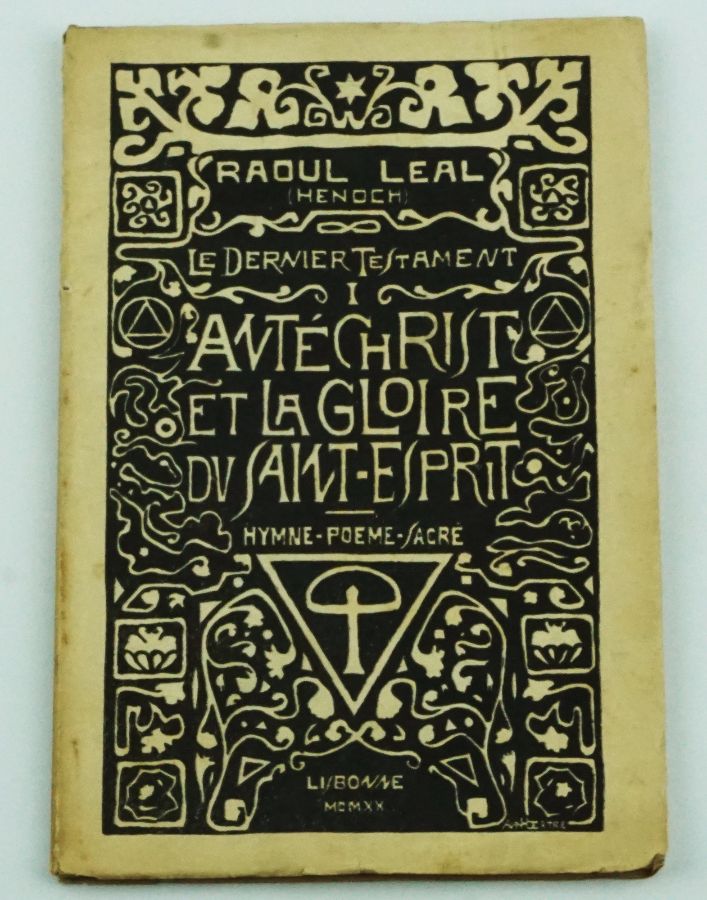 RAOUL LEAL
(HENOCH)
LE DERNIER TESTAMENT
I
ANTÉCHRIST
ET LA GLOIRE
DU SAINT-ESPRIT
HYMNE-POEME-SACRÉ
LISBONNE
MCMXX